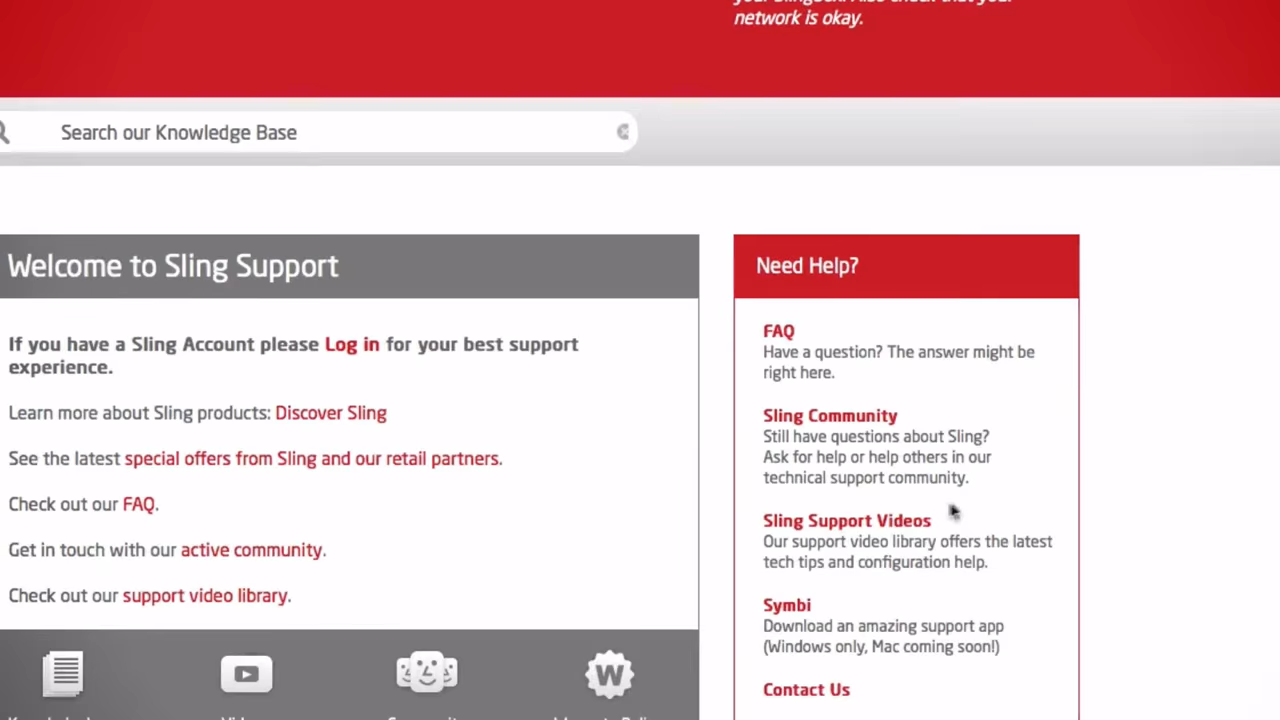 network is okay.
Search our Knowledge Base
Welcome to Sling Support
If you have a Sling Account please Log in for your best support
experience.
Learn more about Sling products: Discover Sling
See the latest special offers from Sling and our retail partners.
Check out our FAQ.
Get in touch with our active community.
Check out our support video library.
W
Need Help?
FAQ
Have a question? The answer might be
right here.
Sling Community
Still have questions about Sling?
Ask for help or help others in our
technical support community.
Sling Support Videos
Our support video library offers the latest
tech tips and configuration help.
Symbi
Download an amazing support app
(Windows only, Mac coming soon!)
Contact Us